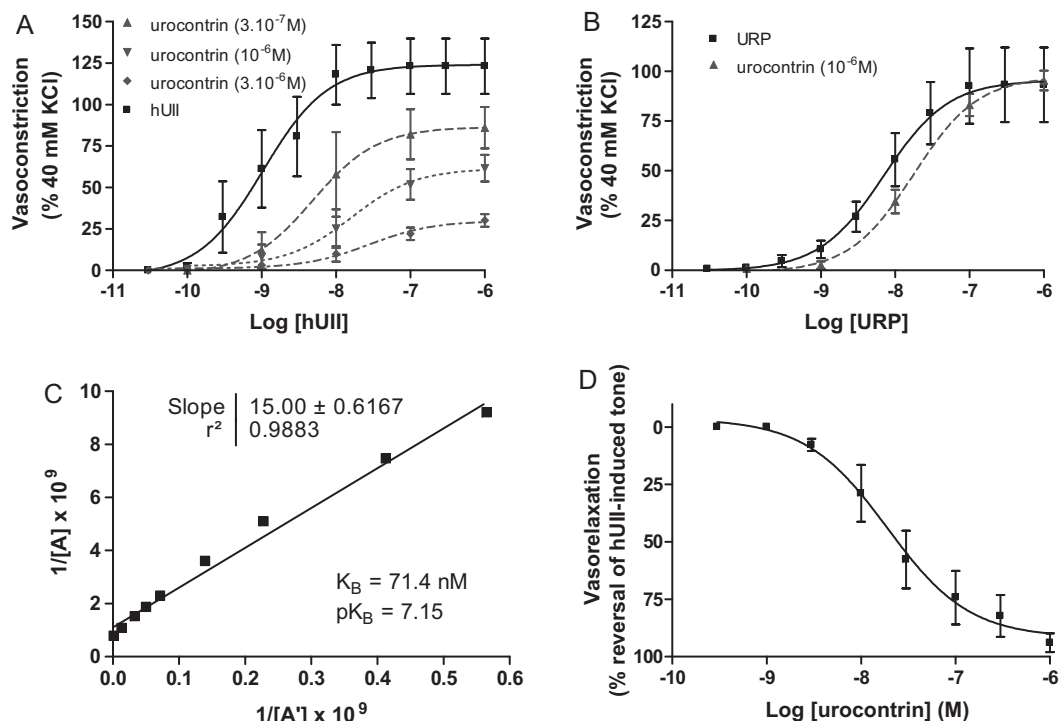 A
urocontrin (3.10⁻⁷M)
urocontrin (10⁻⁶M)
urocontrin (3.10⁻⁶M)
hUII
Vasoconstriction
(% 40 mM KCl)
150
125
100
75
50
25
0
-11 -10 -9 -8 -7 -6
Log [hUII]
B
URP
urocontrin (10⁻⁶M)
Vasoconstriction
(% 40 mM KCl)
125
100
75
50
25
0
-11 -10 -9 -8 -7 -6
Log [URP]
C
Slope 15.00 ± 0.6167
r² 0.9883
K_B = 71.4 nM
pK_B = 7.15
1/[A] x 10⁹
10
8
6
4
2
0
0.0 0.1 0.2 0.3 0.4 0.5 0.6
1/[A'] x 10⁹
D
Vasorelaxation
(% reversal of hUII-induced tone)
0
25
50
75
100
-10 -9 -8 -7 -6
Log [urocontrin] (M)